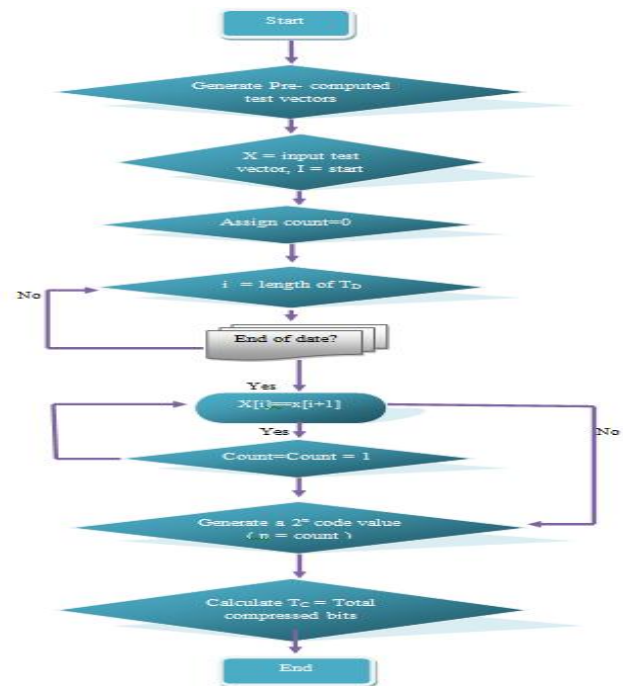 Start
Generate Pre- computed
test vectors
X = input test
vector, I = start
Assign count=0
i = length of TD
No
End of date?
Yes
X[i]==x[i+1]
Yes
No
Count=Count = 1
Generate a 2ⁿ code value
( n = count )
Calculate TC = Total
compressed bits
End